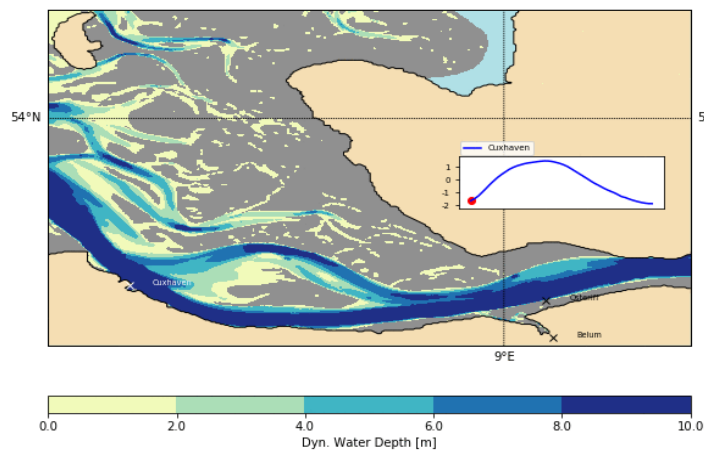 54°N
5
Cuxhaven
1
0
-1
-2
Cuxhaven
Osteriff
Belum
9°E
0.0 2.0 4.0 6.0 8.0 10.0
Dyn. Water Depth [m]